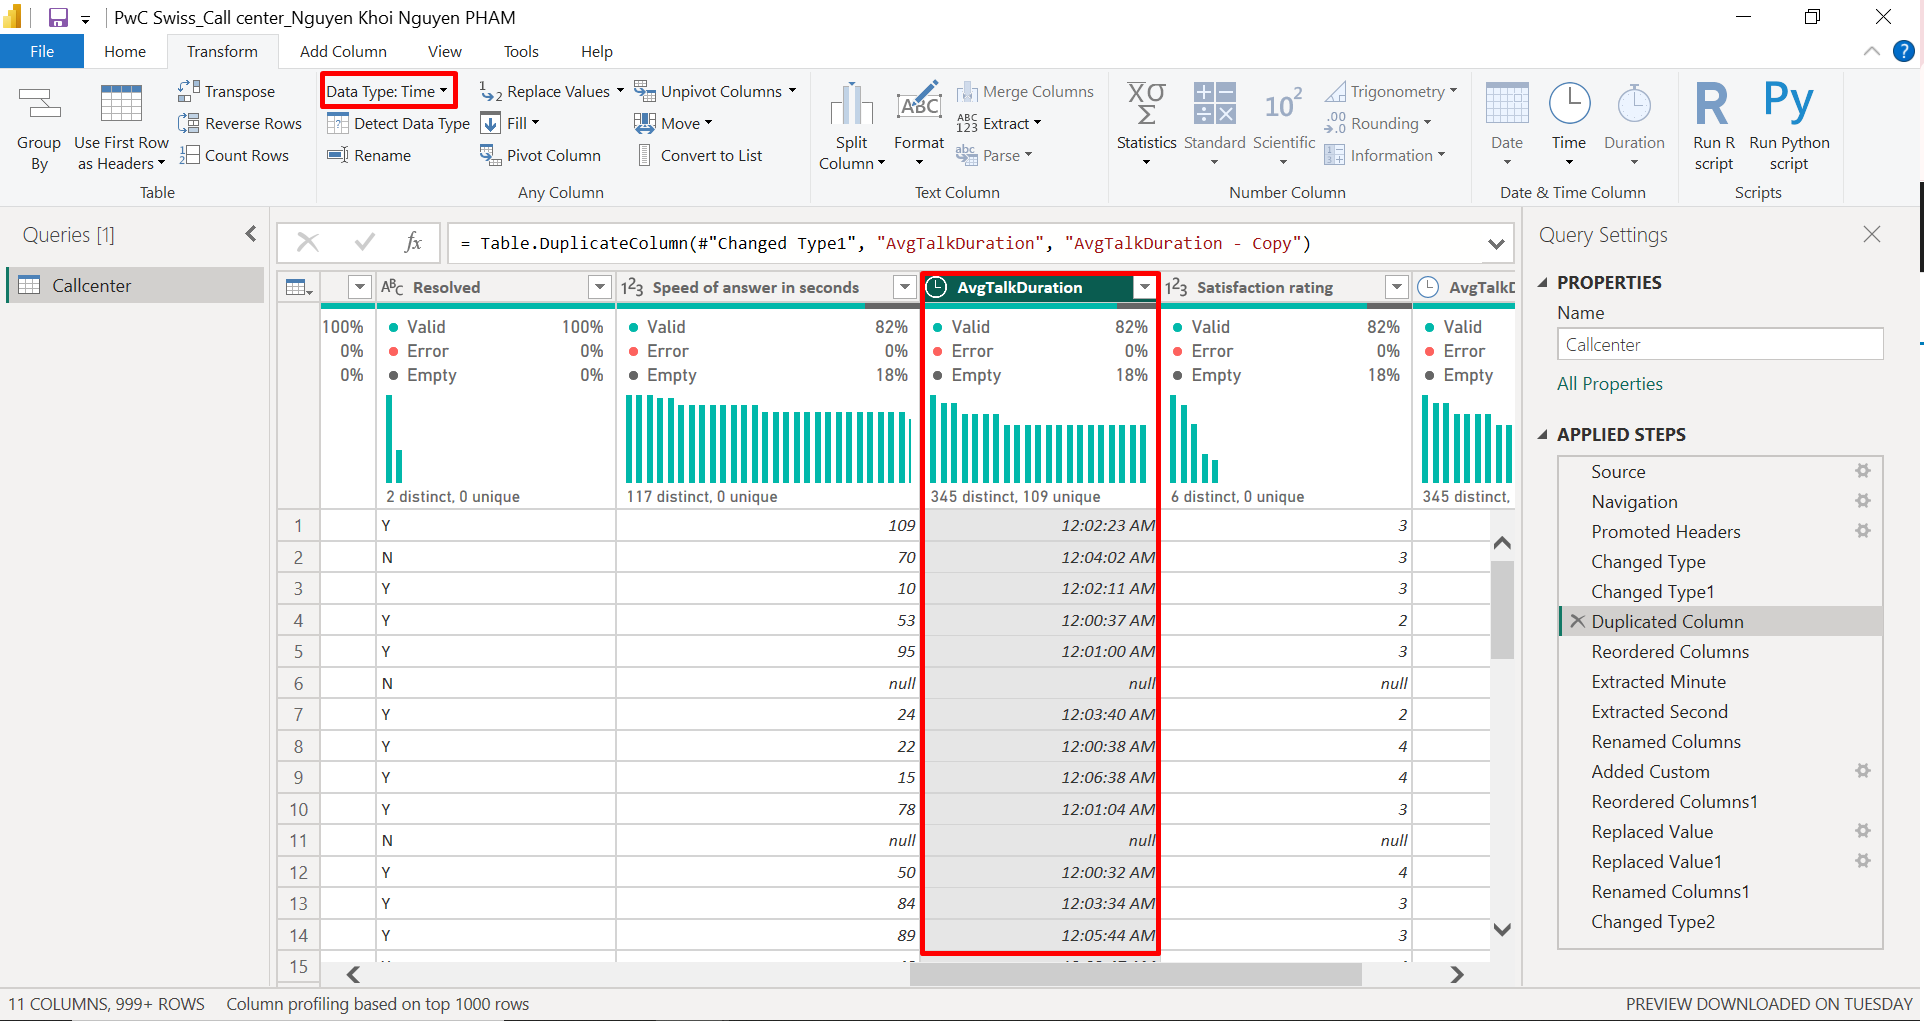 PwC Swiss_Call center_Nguyen Khoi Nguyen PHAM
File Home Transform Add Column View Tools Help ?
Group By
Use First Row as Headers
Transpose
Reverse Rows
Count Rows
Table
Data Type: Time
Detect Data Type
Rename
Replace Values
Fill
Pivot Column
Unpivot Columns
Move
Convert to List
Any Column
Split Column
ABC
Format
Merge Columns
ABC 123 Extract
abc Parse
Text Column
XσΣ
Statistics
Standard
10²
Scientific
Trigonometry
.00 Rounding
Information
Number Column
Date
Time
Duration
Date & Time Column
R
Run R script
Py
Run Python script
Scripts
Queries [1]
Callcenter
fx = Table.DuplicateColumn(#"Changed Type1", "AvgTalkDuration", "AvgTalkDuration - Copy")
ABC Resolved 123 Speed of answer in seconds AvgTalkDuration 123 Satisfaction rating AvgTalkD
100% Valid 100% Valid 82% Valid 82% Valid 82% Valid
0% Error 0% Error 0% Error 0% Error 0% Error
0% Empty 0% Empty 18% Empty 18% Empty 18% Empty
2 distinct, 0 unique 117 distinct, 0 unique 345 distinct, 109 unique 6 distinct, 0 unique 345 distinct,
1 Y 109 12:02:23 AM 3
2 N 70 12:04:02 AM 3
3 Y 10 12:02:11 AM 3
4 Y 53 12:00:37 AM 2
5 Y 95 12:01:00 AM 3
6 N null null null
7 Y 24 12:03:40 AM 2
8 Y 22 12:00:38 AM 4
9 Y 15 12:06:38 AM 4
10 Y 78 12:01:04 AM 3
11 N null null null
12 Y 50 12:00:32 AM 4
13 Y 84 12:03:34 AM 3
14 Y 89 12:05:44 AM 3
15
Query Settings
PROPERTIES
Name
Callcenter
All Properties
APPLIED STEPS
Source
Navigation
Promoted Headers
Changed Type
Changed Type1
Duplicated Column
Reordered Columns
Extracted Minute
Extracted Second
Renamed Columns
Added Custom
Reordered Columns1
Replaced Value
Replaced Value1
Renamed Columns1
Changed Type2
11 COLUMNS, 999+ ROWS Column profiling based on top 1000 rows PREVIEW DOWNLOADED ON TUESDAY